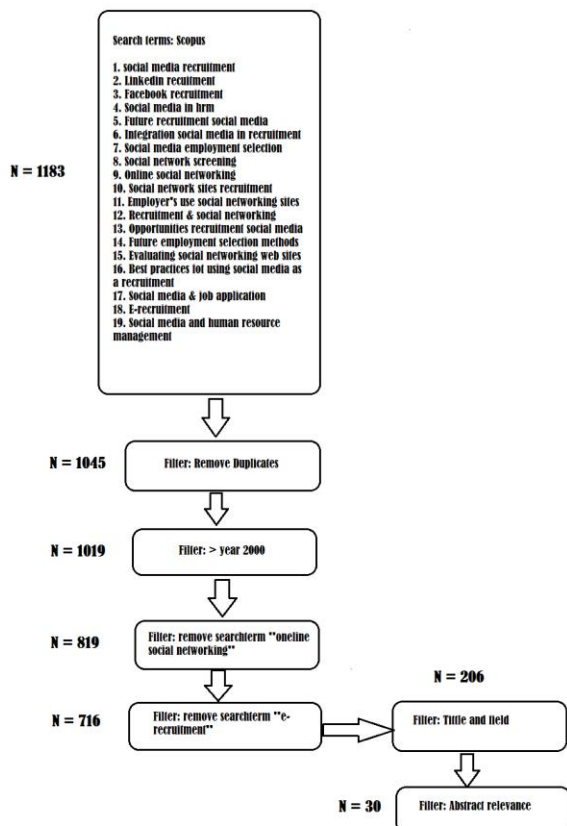 Search terms: Scopus
1. social media recruitment
2. Linkedin recuitment
3. Facebook recruitment
4. Social media in hrm
5. Future recruitment social media
6. Integration social media in recruitment
7. Social media employment selection
8. Social network screening
9. Online social networking
10. Social network sites recruitment
11. Employer"s use social networking sites
12. Recruitment & social networking
13. Opportunities recruitment social media
14. Future employment selection methods
15. Evaluating social networking web sites
16. Best practices fot using social media as
a recruitment
17. Social media & job application
18. E-recruitment
19. Social media and human resource
management
N = 1183
N = 1045
Filter: Remove Duplicates
N = 1019
Filter: > year 2000
N = 819
Filter: remove searchterm ""oneline
social networking""
N = 716
Filter: remove searchterm ""e-
recruitment""
N = 206
Filter: Tittle and field
N = 30
Filter: Abstract relevance